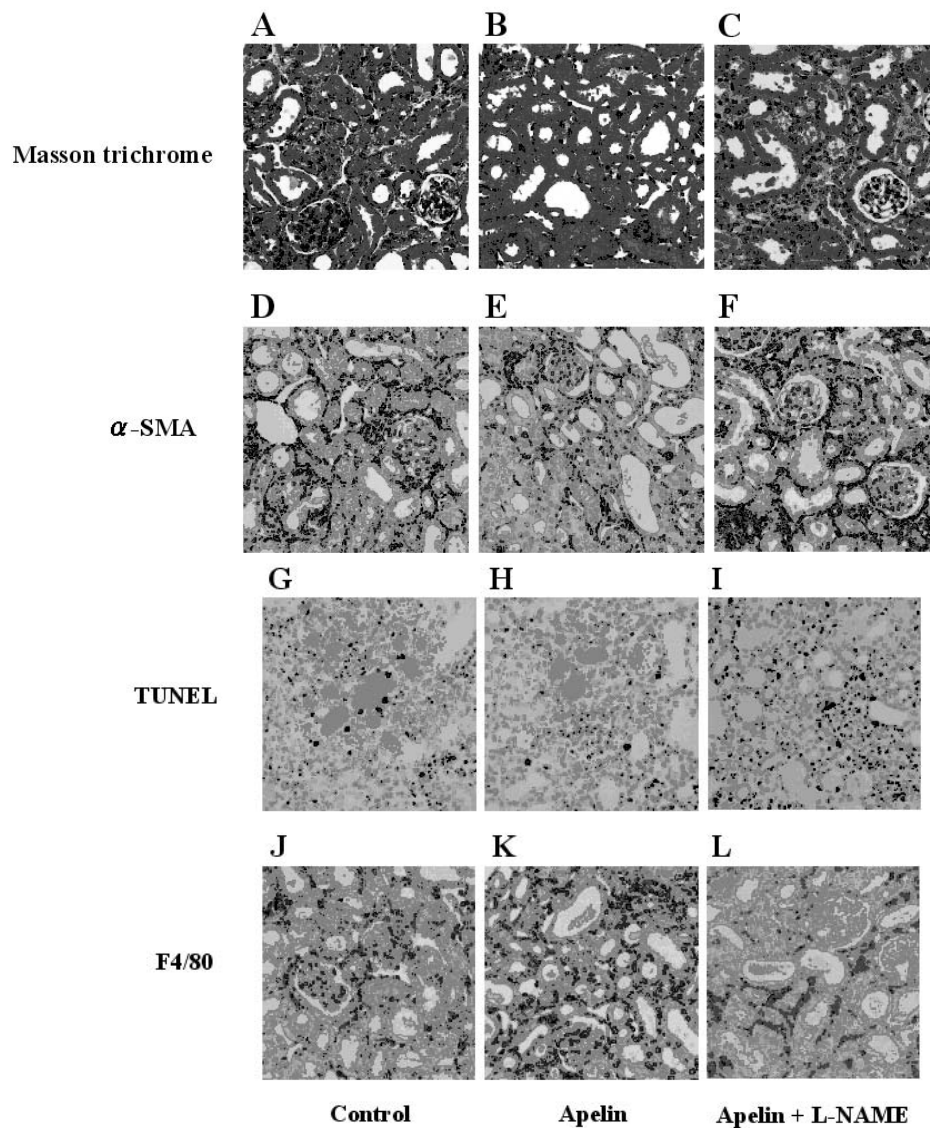 A B C
Masson trichrome
D E F
α-SMA
G H I
TUNEL
J K L
F4/80
Control Apelin Apelin + L-NAME